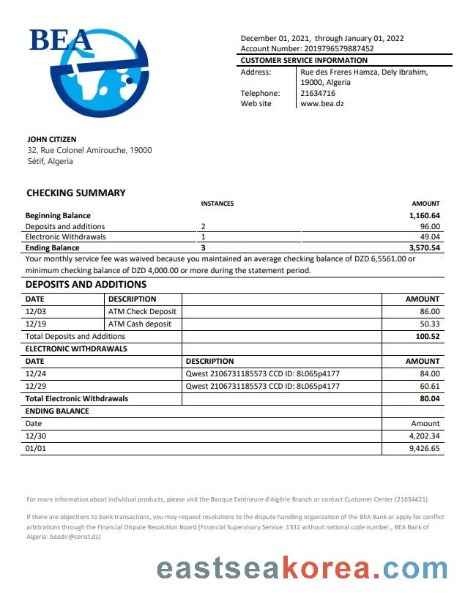 BEA
December 01, 2021, through January 01, 2022
Account Number: 2019796579887452
CUSTOMER SERVICE INFORMATION
Address: Rue des Freres Hamza, Dely Ibrahim,
19000, Algeria
Telephone: 21634716
Web site www.bea.dz
JOHN CITIZEN
32, Rue Colonel Amirouche, 19000
Sétif, Algeria
CHECKING SUMMARY
INSTANCES AMOUNT
Beginning Balance 1,160.64
Deposits and additions 2 96.00
Electronic Withdrawals 1 49.04
Ending Balance 3 3,570.54
Your monthly service fee was waived because you maintained an average checking balance of DZD 6,5561.00 or
minimum checking balance of DZD 4,000.00 or more during the statement period.
DEPOSITS AND ADDITIONS
DATE DESCRIPTION AMOUNT
12/03 ATM Check Deposit 86.00
12/19 ATM Cash deposit 50.33
Total Deposits and Additions 100.52
ELECTRONIC WITHDRAWALS
DATE DESCRIPTION AMOUNT
12/24 Qwest 2106731185573 CCD ID: 8L065p4177 84.00
12/29 Qwest 2106731185573 CCD ID: 8L065p4177 60.61
Total Electronic Withdrawals 80.04
ENDING BALANCE
Date Amount
12/30 4,202.34
01/01 9,426.65
For more information about individual products, please visit the Banque Extérieure d'Algérie Branch or contact Customer Center (21634421)
If there are objections to bank transactions, you may request resolutions to the dispute handling organization of the BEA Bank or apply for conflict
arbitrations through the Financial Dispute Resolution Board.(Financial Supervisory Service: 1332 without national code number., BEA Bank of
Algeria: beadir@cerist.dz)
eastseakorea.com